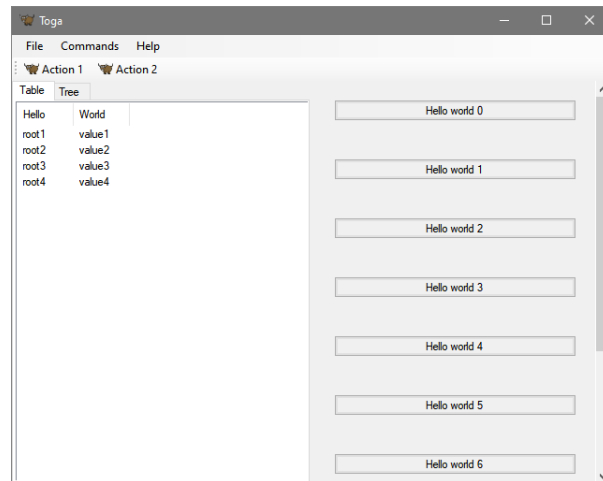 Toga
File Commands Help
Action 1 Action 2
Table Tree
Hello World
root1 value1
root2 value2
root3 value3
root4 value4
Hello world 0
Hello world 1
Hello world 2
Hello world 3
Hello world 4
Hello world 5
Hello world 6